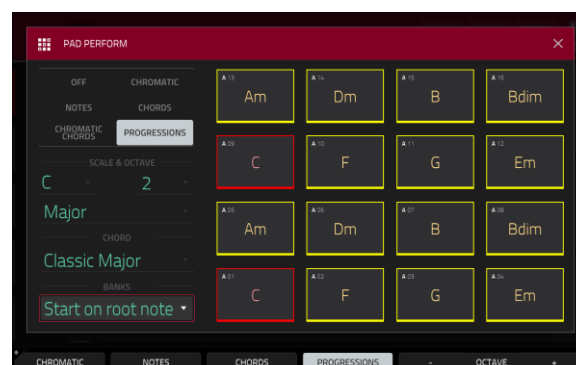 PAD PERFORM
OFF CHROMATIC
NOTES CHORDS
CHROMATIC CHORDS PROGRESSIONS
SCALE & OCTAVE
C 2
Major
CHORD
Classic Major
BANKS
Start on root note
A 13 A 14 A 15 A 16
Am Dm B Bdim
A 09 A 10 A 11 A 12
C F G Em
A 05 A 06 A 07 A 08
Am Dm B Bdim
A 01 A 02 A 03 A 04
C F G Em
CHROMATIC NOTES CHORDS PROGRESSIONS - OCTAVE +